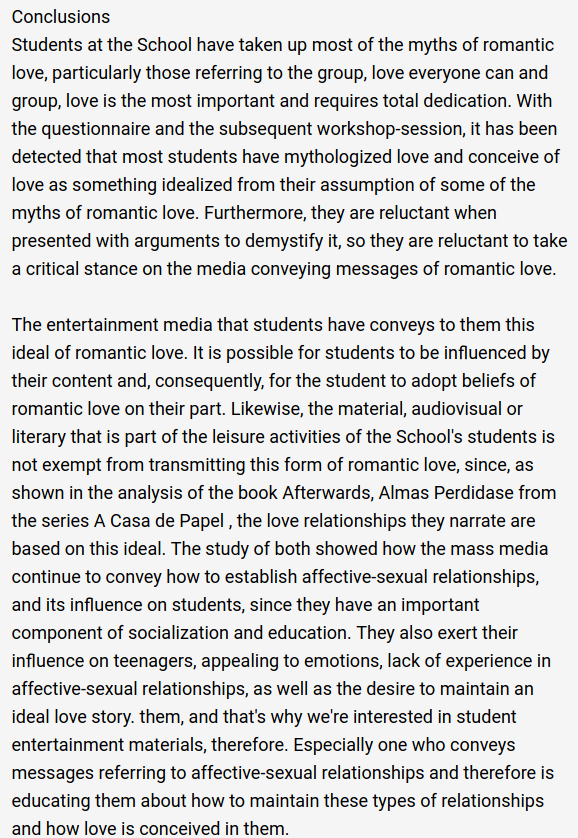 Conclusions
Students at the School have taken up most of the myths of romantic
love, particularly those referring to the group, love everyone can and
group, love is the most important and requires total dedication. With
the questionnaire and the subsequent workshop-session, it has been
detected that most students have mythologized love and conceive of
love as something idealized from their assumption of some of the
myths of romantic love. Furthermore, they are reluctant when
presented with arguments to demystify it, so they are reluctant to take
a critical stance on the media conveying messages of romantic love.
The entertainment media that students have conveys to them this
ideal of romantic love. It is possible for students to be influenced by
their content and, consequently, for the student to adopt beliefs of
romantic love on their part. Likewise, the material, audiovisual or
literary that is part of the leisure activities of the School's students is
not exempt from transmitting this form of romantic love, since, as
shown in the analysis of the book Afterwards, Almas Perdidase from
the series A Casa de Papel , the love relationships they narrate are
based on this ideal. The study of both showed how the mass media
continue to convey how to establish affective-sexual relationships,
and its influence on students, since they have an important
component of socialization and education. They also exert their
influence on teenagers, appealing to emotions, lack of experience in
affective-sexual relationships, as well as the desire to maintain an
ideal love story. them, and that's why we're interested in student
entertainment materials, therefore. Especially one who conveys
messages referring to affective-sexual relationships and therefore is
educating them about how to maintain these types of relationships
and how love is conceived in them.